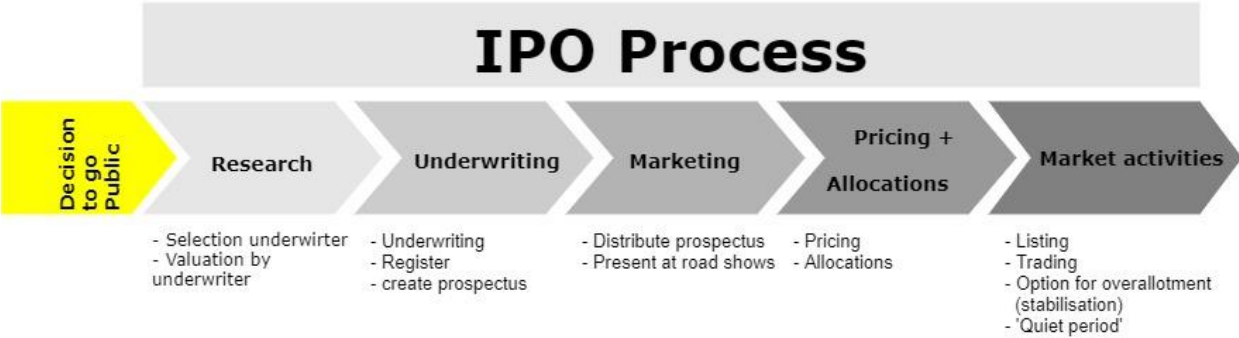 IPO Process
Decision
to go
Public
Research
Underwriting
Marketing
Pricing +
Allocations
Market activities
- Selection underwirter
- Valuation by
underwriter
- Underwriting
- Register
- create prospectus
- Distribute prospectus
- Present at road shows
- Pricing
- Allocations
- Listing
- Trading
- Option for overallotment
(stabilisation)
- 'Quiet period'